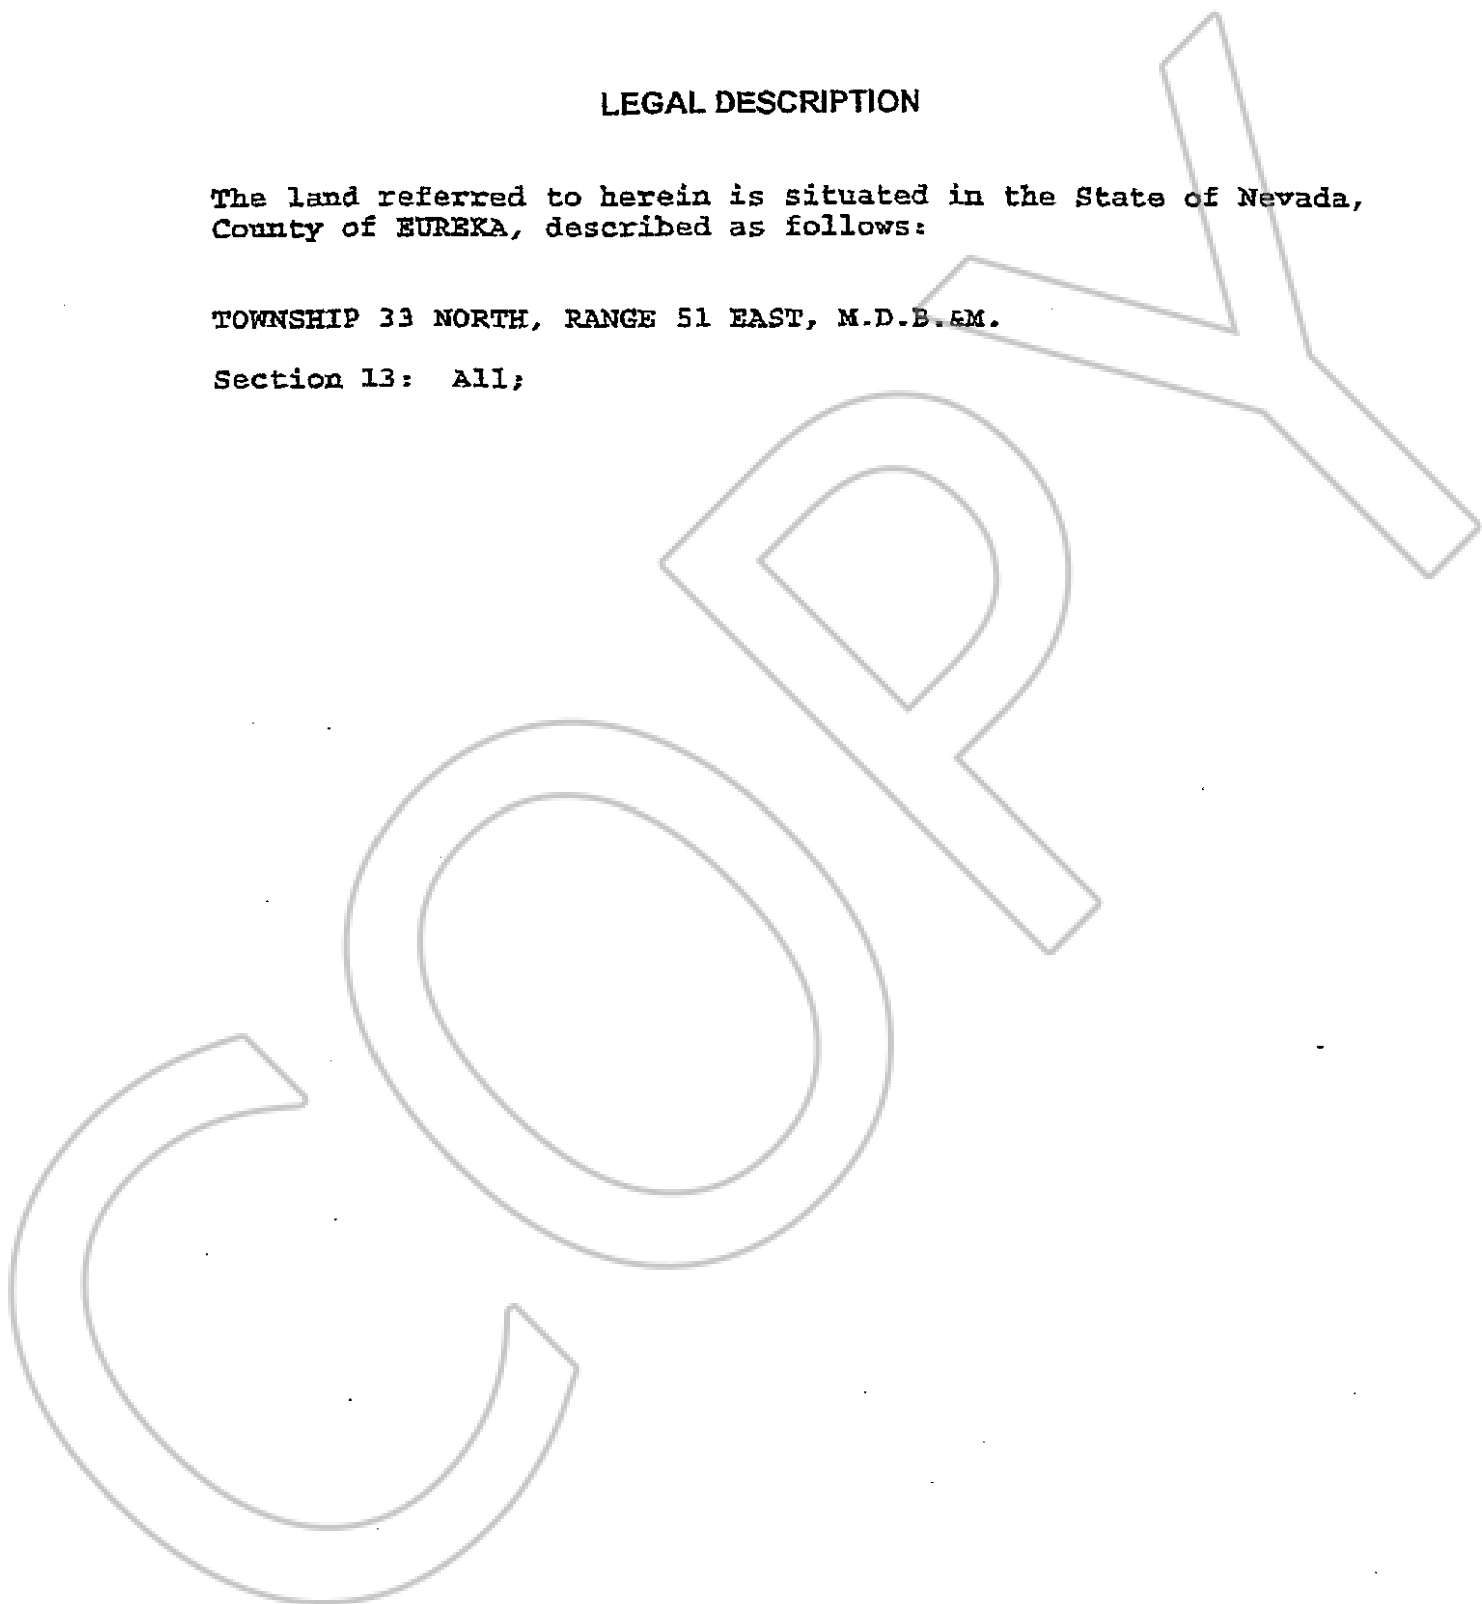 LEGAL DESCRIPTION
The land referred to herein is situated in the State of Nevada,
County of EUREKA, described as follows:
TOWNSHIP 33 NORTH, RANGE 51 EAST, M.D.B.&M.
Section 13: All;
COPY